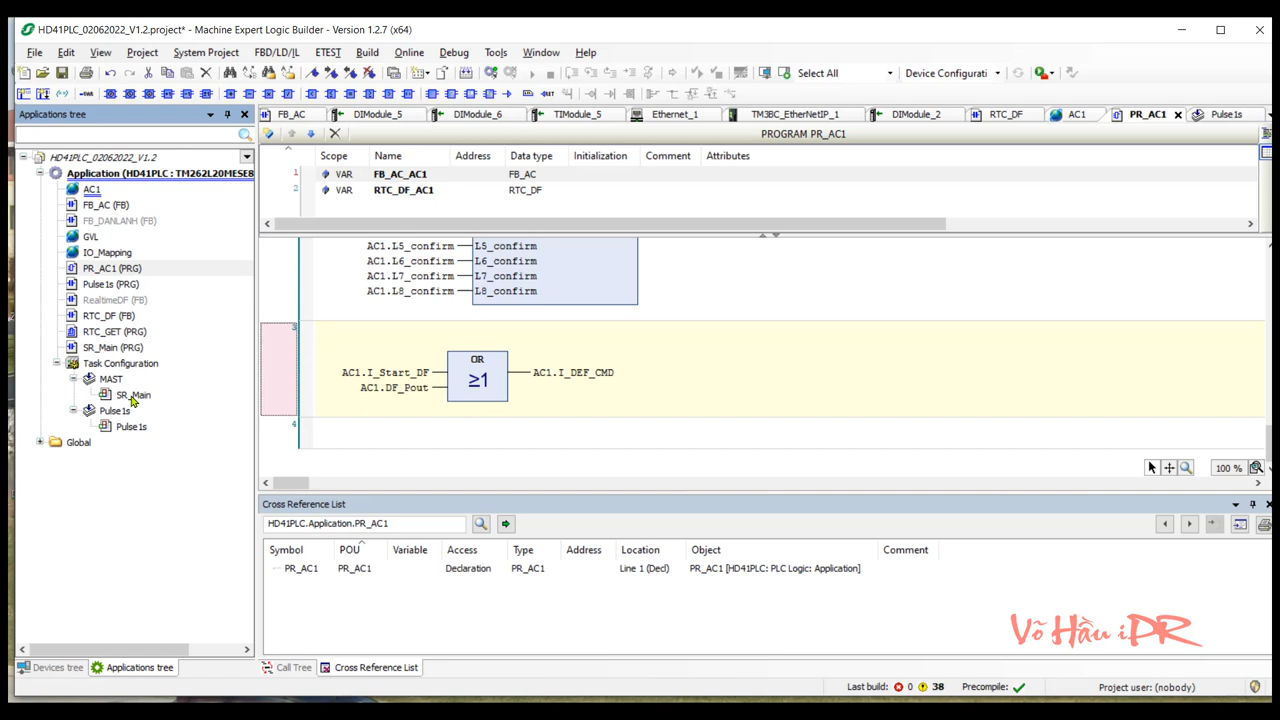 HD41PLC_02062022_V1.2.project* - Machine Expert Logic Builder - Version 1.2.7 (x64)
File Edit View Project System Project FBD/LD/IL ETEST Build Online Debug Tools Window Help
Select All Device Configurati
Applications tree
FB_AC DIModule_5 DIModule_6 TIModule_5 Ethernet_1 TM3BC_EtherNetIP_1 DIModule_2 RTC_DF AC1 PR_AC1 Pulse1s
PROGRAM PR_AC1
HD41PLC_02062022_V1.2
Application (HD41PLC : TM262L20MESE8
AC1
FB_AC (FB)
FB_DANLANH (FB)
GVL
IO_Mapping
PR_AC1 (PRG)
Pulse1s (PRG)
RealtimeDF (FB)
RTC_DF (FB)
RTC_GET (PRG)
SR_Main (PRG)
Task Configuration
MAST
SR_Main
Pulse1s
Pulse1s
Global
Scope Name Address Data type Initialization Comment Attributes
1 VAR FB_AC_AC1 FB_AC
2 VAR RTC_DF_AC1 RTC_DF
AC1.L5_confirm L5_confirm
AC1.L6_confirm L6_confirm
AC1.L7_confirm L7_confirm
AC1.L8_confirm L8_confirm
3
OR
AC1.I_Start_DF ≥1 AC1.I_DEF_CMD
AC1.DF_Pout
4
100 %
Cross Reference List
HD41PLC.Application.PR_AC1
Symbol POU Variable Access Type Address Location Object Comment
PR_AC1 PR_AC1 Declaration PR_AC1 Line 1 (Decl) PR_AC1 [HD41PLC: PLC Logic: Application]
Võ Hầu iDR
Devices tree Applications tree Call Tree Cross Reference List
Last build: 0 38 Precompile: Project user: (nobody)